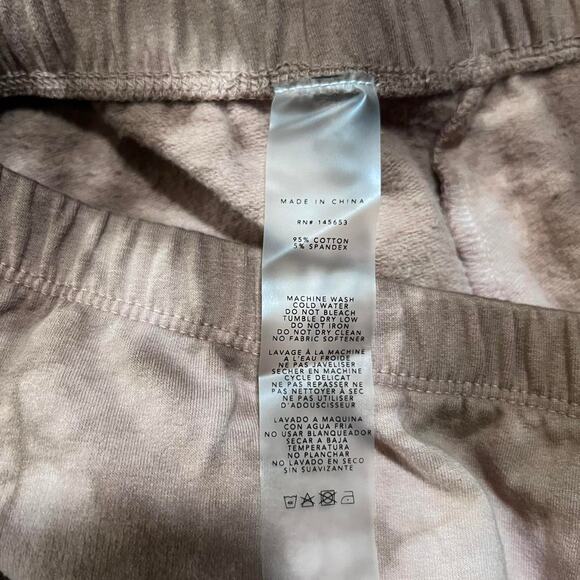 MADE IN CHINA
RN# 145653
95% COTTON
5% SPANDEX
MACHINE WASH
COLD WATER
DO NOT BLEACH
TUMBLE DRY LOW
DO NOT IRON
DO NOT DRY CLEAN
NO FABRIC SOFTENER
LAVAGE À LA MACHINE
A L'EAU FROIDE
NE PAS JAVELISER
SECHER EN MACHINE
CYCLE DELICAT
NE PAS REPASSER NE
PAS NETTOYER À SEC
NE PAS UTILISER
D'ADOUCISSEUR
LAVADO A MAQUINA
CON AGUA FRIA
NO USAR BLANQUEADOR
SECAR A BAJA
TEMPERATURA
NO PLANCHAR
NO LAVADO EN SECO
SIN SUAVIZANTE